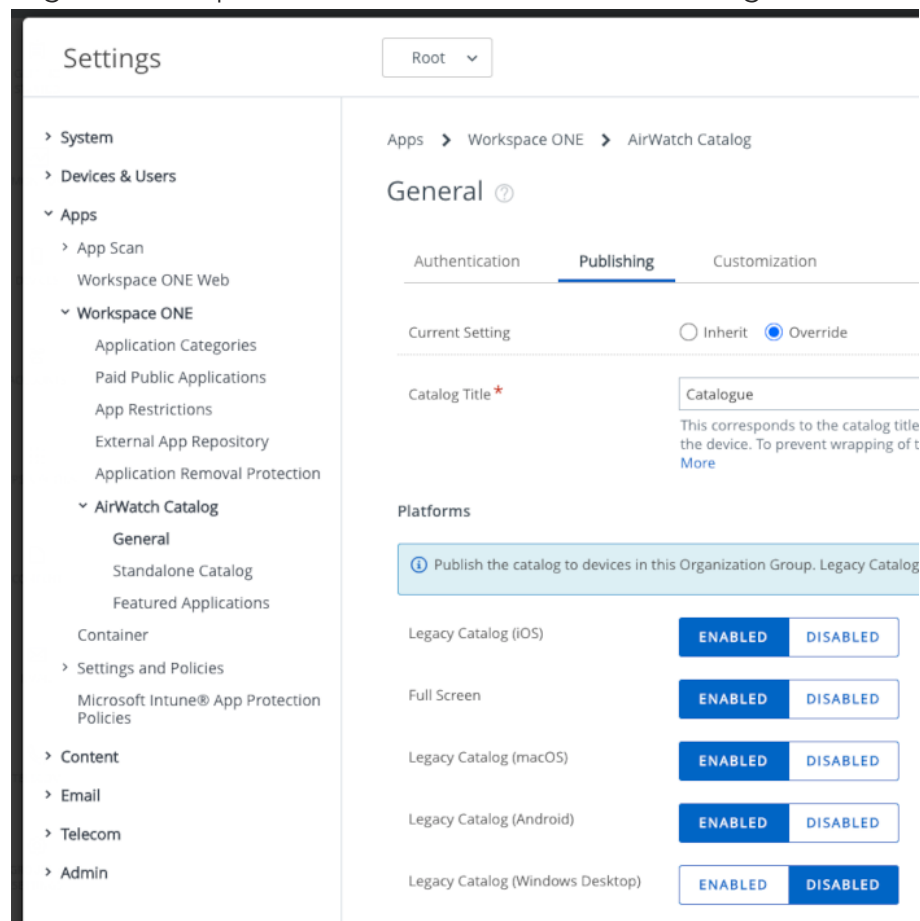 Settings
Root
System
Devices & Users
Apps
App Scan
Workspace ONE Web
Workspace ONE
Application Categories
Paid Public Applications
App Restrictions
External App Repository
Application Removal Protection
AirWatch Catalog
General
Standalone Catalog
Featured Applications
Container
Settings and Policies
Microsoft Intune® App Protection
Policies
Content
Email
Telecom
Admin
Apps > Workspace ONE > AirWatch Catalog
General ?
Authentication Publishing Customization
Current Setting Inherit Override
Catalog Title * Catalogue
This corresponds to the catalog title
the device. To prevent wrapping of t
More
Platforms
Publish the catalog to devices in this Organization Group. Legacy Catalog
Legacy Catalog (iOS) ENABLED DISABLED
Full Screen ENABLED DISABLED
Legacy Catalog (macOS) ENABLED DISABLED
Legacy Catalog (Android) ENABLED DISABLED
Legacy Catalog (Windows Desktop) ENABLED DISABLED